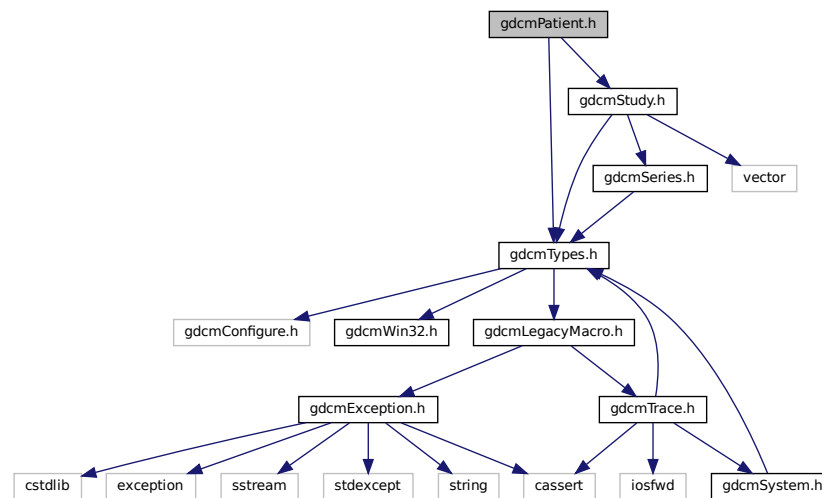 gdcmPatient.h
gdcmStudy.h
gdcmSeries.h
vector
gdcmTypes.h
gdcmConfigure.h
gdcmWin32.h
gdcmLegacyMacro.h
gdcmException.h
gdcmTrace.h
cstdlib
exception
sstream
stdexcept
string
cassert
iosfwd
gdcmSystem.h